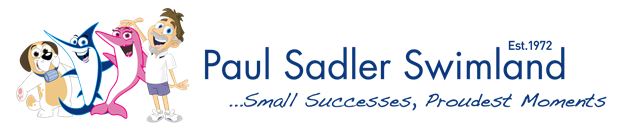 Est.1972
Paul Sadler Swimland
...Small Successes, Proudest Moments